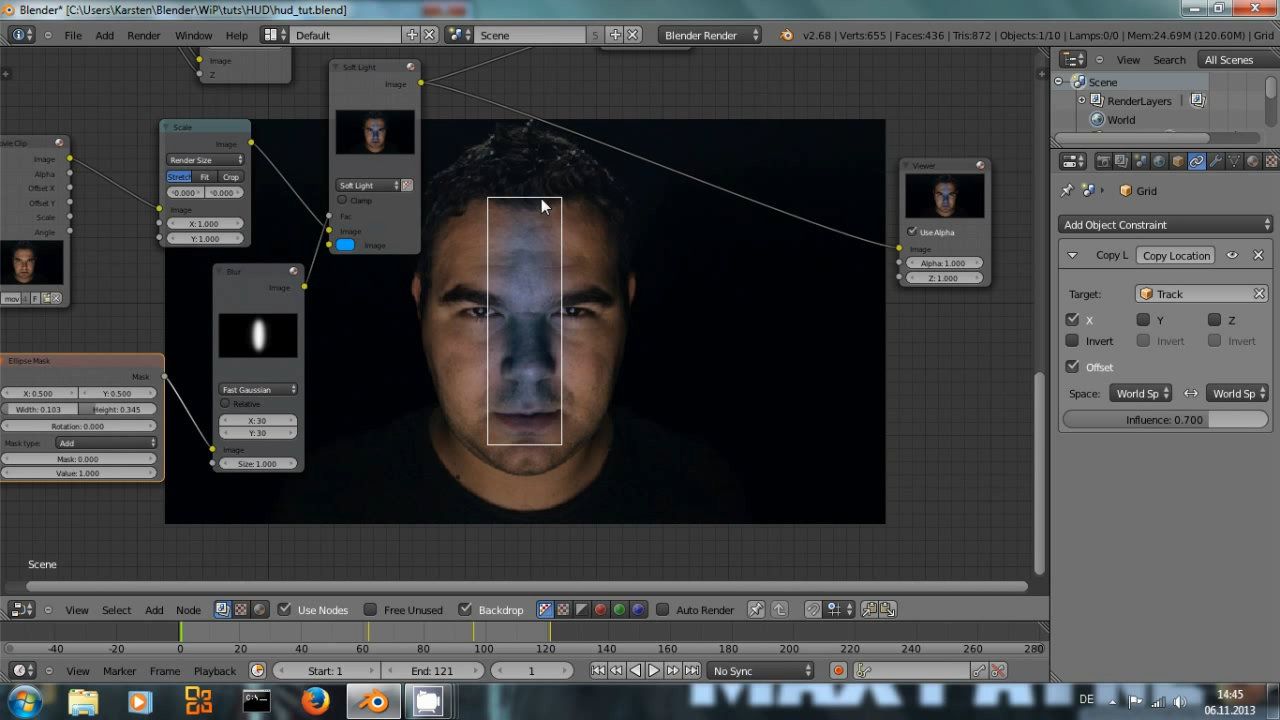 Blender* [C:\Users\Karsten\Blender\WiP\tuts\HUD\hud_tut.blend]
File Add Render Window Help Default Scene 5 Blender Render v2.68 | Verts:655 | Faces:436 | Tris:872 | Objects:1/10 | Lamps:0/0 | Mem:24.69M (120.60M) | Grid
Image
Z
Soft Light
Image
Soft Light
Clamp
Fac
Image
Image
Scale
Image
Render Size
Stretch Fit Crop
0.000 0.000
Image
X: 1.000
Y: 1.000
ovie Clip
Image
Alpha
Offset X
Offset Y
Scale
Angle
mov 4 F
Blur
Image
Fast Gaussian
Relative
X: 30
Y: 30
Image
Size: 1.000
Ellipse Mask
Mask
X: 0.500 Y: 0.500
Width: 0.103 Height: 0.345
Rotation: 0.000
Mask type: Add
Mask: 0.000
Value: 1.000
Viewer
Use Alpha
Image
Alpha: 1.000
Z: 1.000
Scene
View Search All Scenes
Scene
RenderLayers |
World
Grid
Add Object Constraint
Copy L Copy Location
Target: Track
X Y Z
Invert Invert Invert
Offset
Space: World Sp World Sp
Influence: 0.700
View Select Add Node Use Nodes Free Unused Backdrop Auto Render
-40 -20 0 20 40 60 80 100 120 140 160 180 200 220 240 260 280
View Marker Frame Playback Start: 1 End: 121 1 No Sync
DE 14:45
06.11.2013